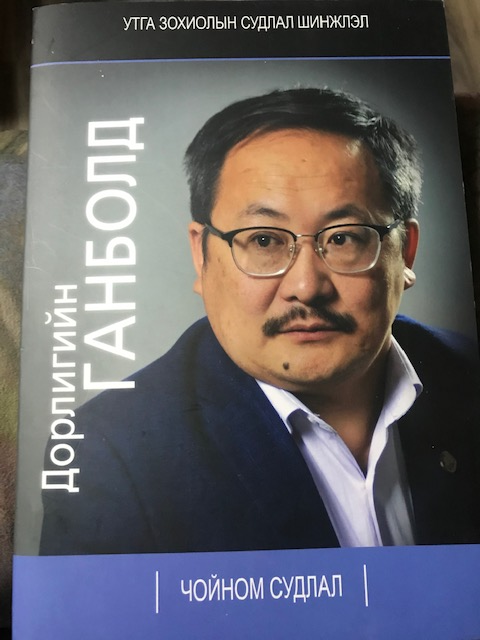 УТГА ЗОХИОЛЫН СУДЛАЛ ШИНЖЛЭЛ
Дорлигийн
ГАНБОЛД
ЧОЙНОМ СУДЛАЛ